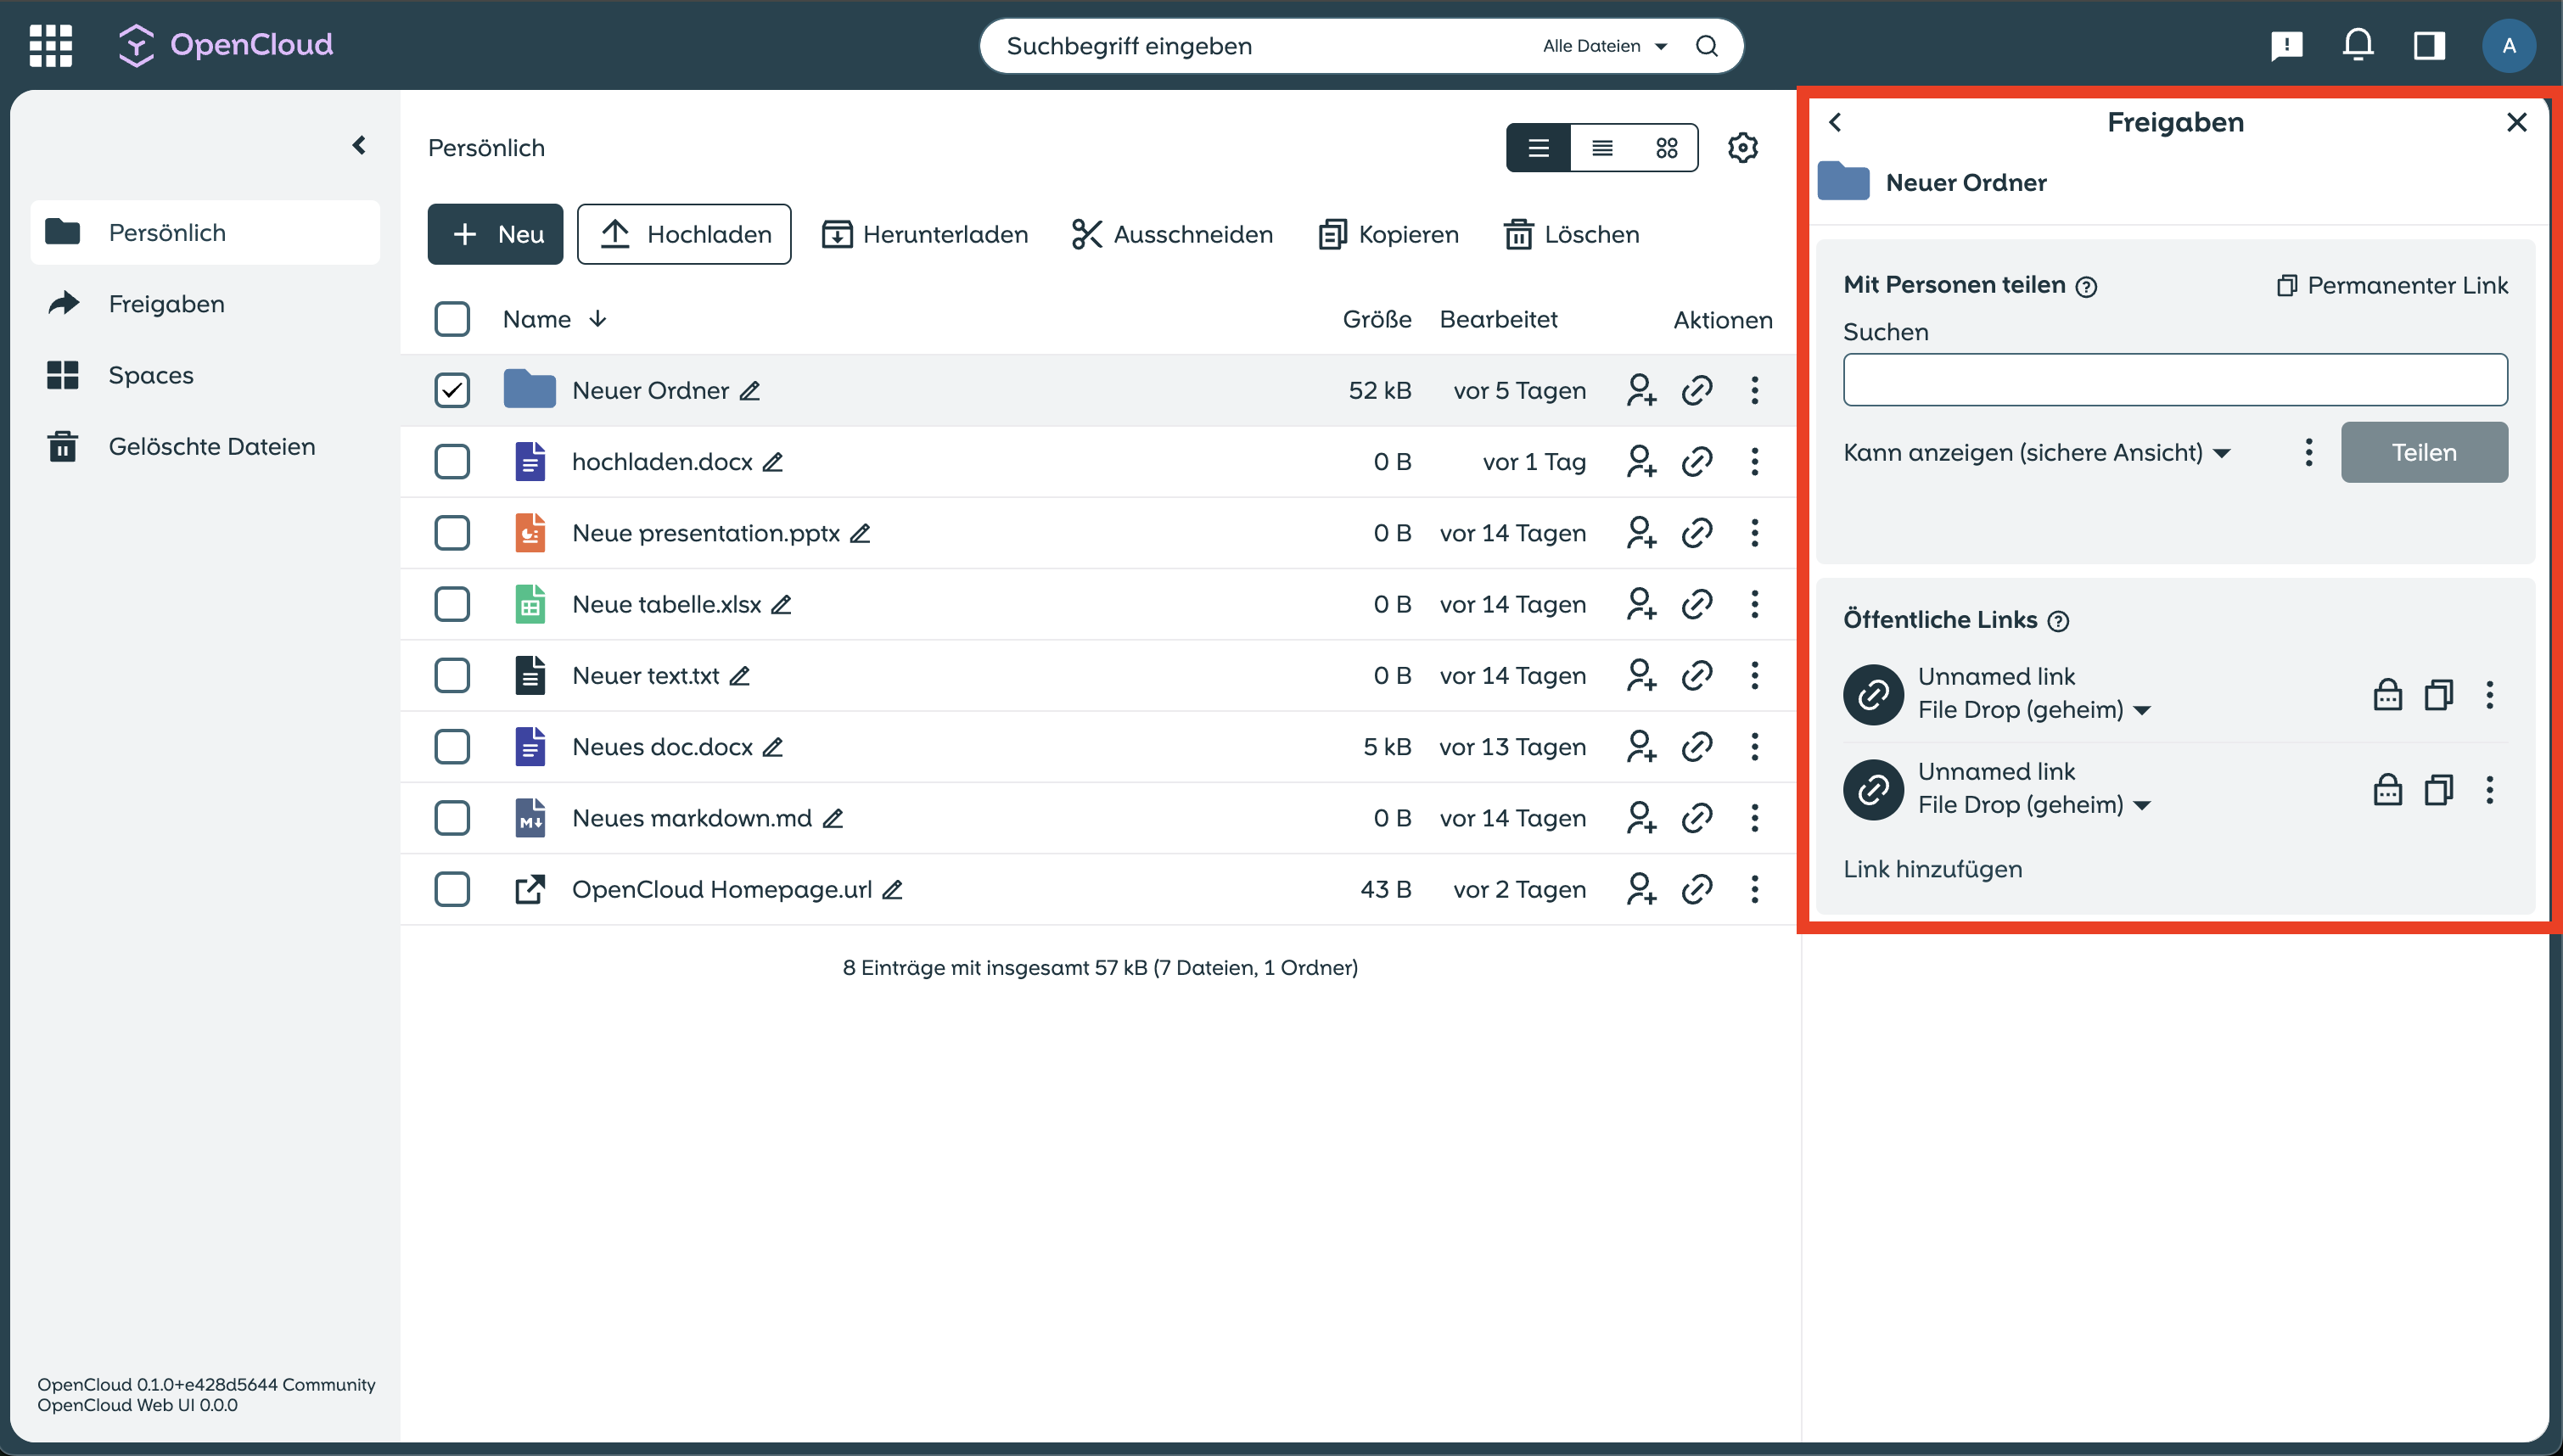 OpenCloud
Suchbegriff eingeben
Alle Dateien
A
Persönlich
Freigaben
Spaces
Gelöschte Dateien
OpenCloud 0.1.0+e428d5644 Community
OpenCloud Web UI 0.0.0
Persönlich
Neu
Hochladen
Herunterladen
Ausschneiden
Kopieren
Löschen
Name Größe Bearbeitet Aktionen
Neuer Ordner 52 kB vor 5 Tagen
hochladen.docx 0 B vor 1 Tag
Neue presentation.pptx 0 B vor 14 Tagen
Neue tabelle.xlsx 0 B vor 14 Tagen
Neuer text.txt 0 B vor 14 Tagen
Neues doc.docx 5 kB vor 13 Tagen
M Neues markdown.md 0 B vor 14 Tagen
OpenCloud Homepage.url 43 B vor 2 Tagen
8 Einträge mit insgesamt 57 kB (7 Dateien, 1 Ordner)
Freigaben
Neuer Ordner
Mit Personen teilen ? Permanenter Link
Suchen
Kann anzeigen (sichere Ansicht) Teilen
Öffentliche Links ?
Unnamed link
File Drop (geheim)
Unnamed link
File Drop (geheim)
Link hinzufügen